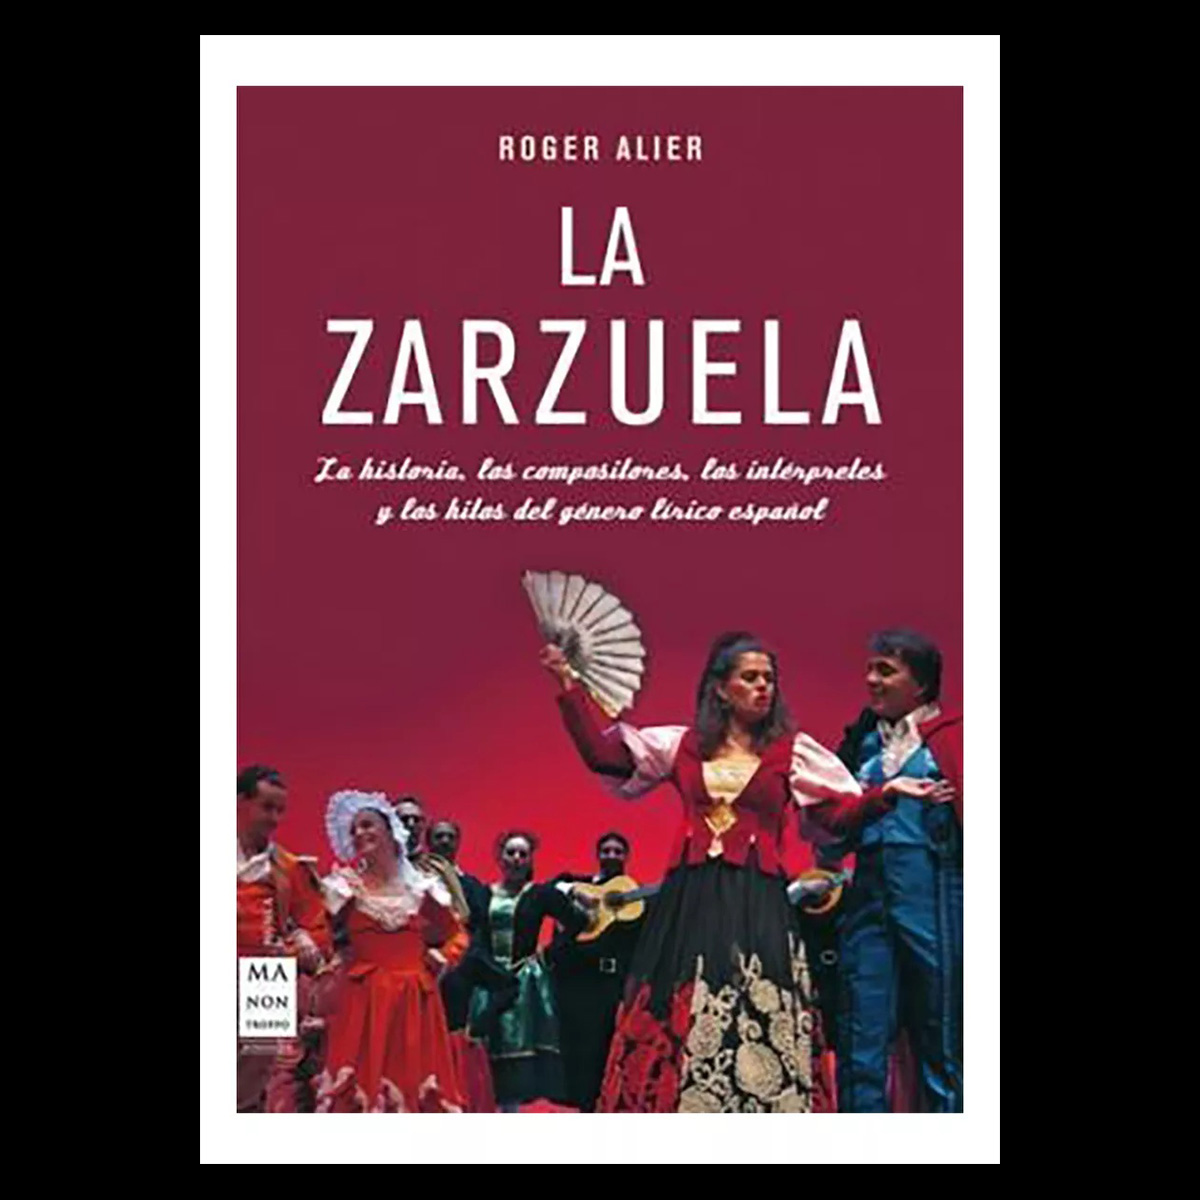 ROGER ALIER
LA
ZARZUELA
La historia, los compositores, los intérpretes
y los hitos del género lírico español
MÚSICA
MA
NON
TROPPO